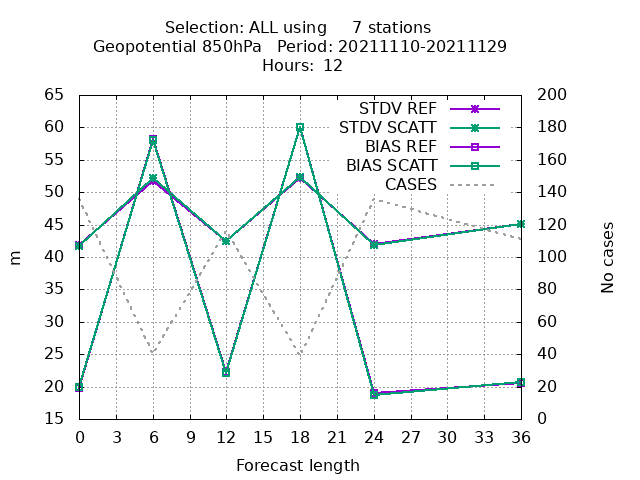 Selection: ALL using     7 stations
Geopotential 850hPa   Period: 20211110-20211129
Hours: 12
65
60
55
50
45
40
35
30
25
20
15
m
200
180
160
140
120
100
80
60
40
20
0
No cases
STDV REF
STDV SCATT
BIAS REF
BIAS SCATT
CASES
0 3 6 9 12 15 18 21 24 27 30 33 36
Forecast length